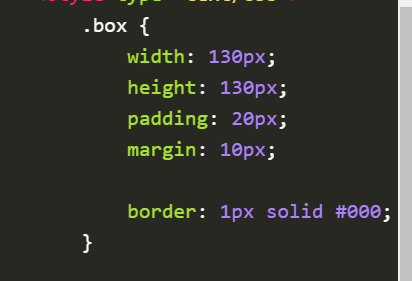 .box {
width: 130px;
height: 130px;
padding: 20px;
margin: 10px;
border: 1px solid #000;
}